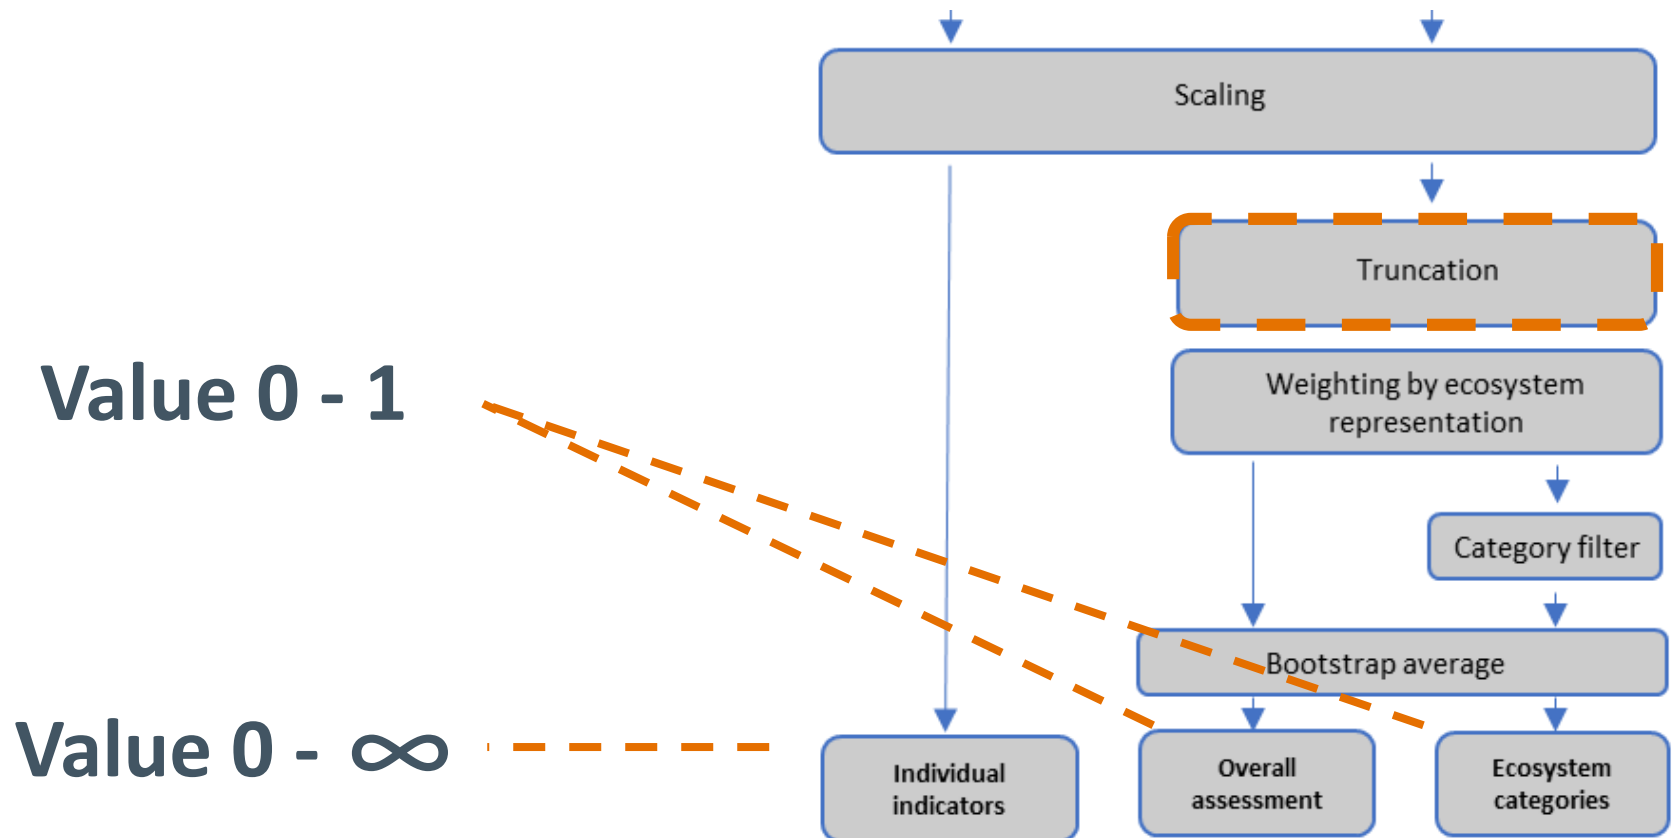 Scaling
Truncation
Value 0 - 1
Weighting by ecosystem
representation
Category filter
Bootstrap average
Value 0 - ∞
Individual
indicators
Overall
assessment
Ecosystem
categories